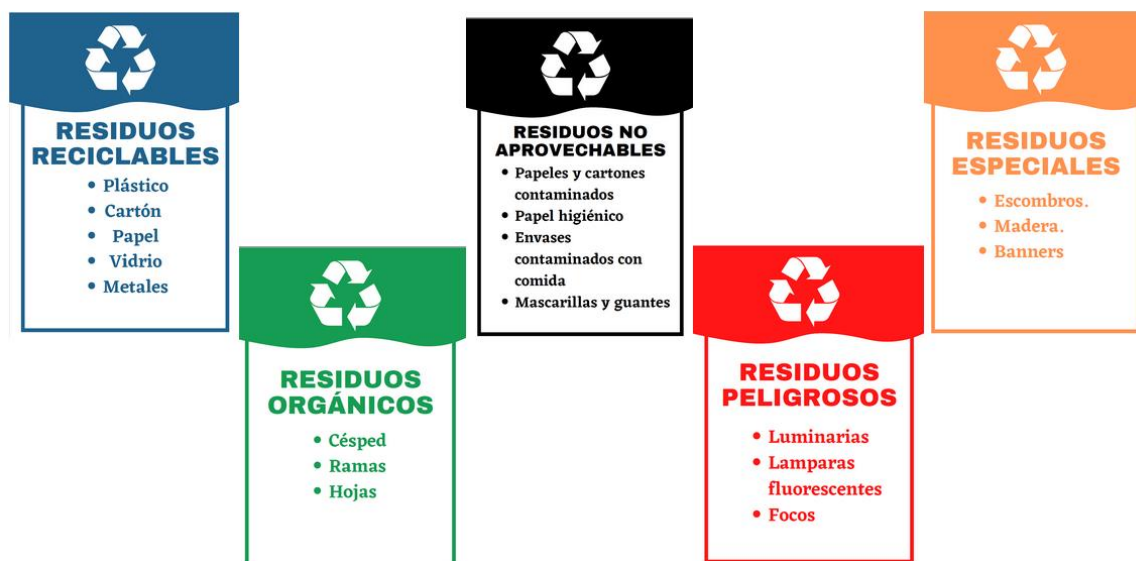 RESIDUOS
RECICLABLES
• Plástico
• Cartón
• Papel
• Vidrio
• Metales
RESIDUOS
ORGÁNICOS
• Césped
• Ramas
• Hojas
RESIDUOS NO
APROVECHABLES
• Papeles y cartones
contaminados
• Papel higiénico
• Envases
contaminados con
comida
• Mascarillas y guantes
RESIDUOS
PELIGROSOS
• Luminarias
• Lamparas
fluorescentes
• Focos
RESIDUOS
ESPECIALES
• Escombros.
• Madera.
• Banners